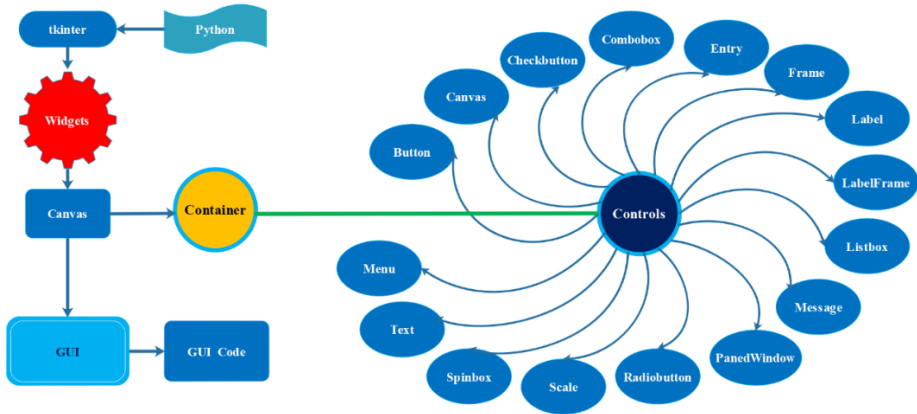 tkinter
Python
Widgets
Canvas
Container
GUI
GUI Code
Controls
Button
Canvas
Checkbutton
Combobox
Entry
Frame
Label
LabelFrame
Listbox
Message
PanedWindow
Radiobutton
Scale
Spinbox
Text
Menu